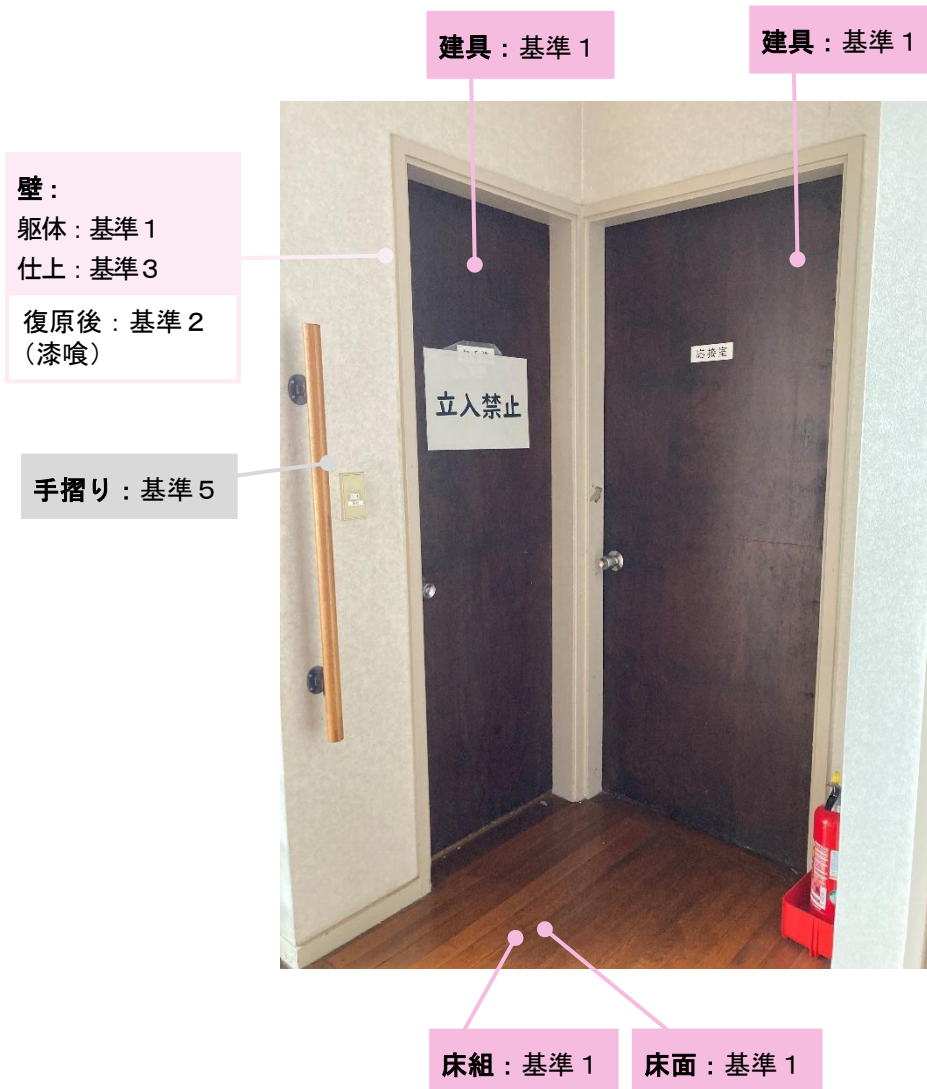 建具：基準１
建具：基準１
壁：
躯体：基準１
仕上：基準３
復原後：基準２
（漆喰）
応接室
立入禁止
手摺り：基準５
床組：基準１
床面：基準１